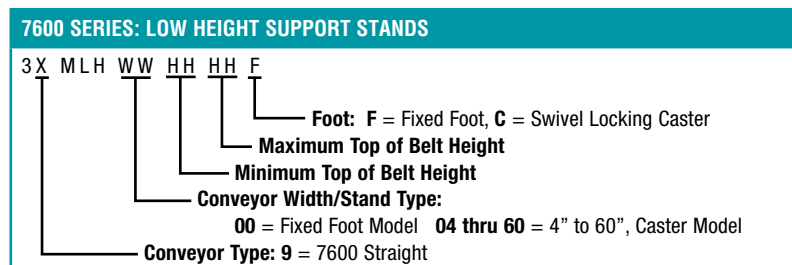 7600 SERIES: LOW HEIGHT SUPPORT STANDS
3X MLH WW HH HH F
Foot: F = Fixed Foot, C = Swivel Locking Caster
Maximum Top of Belt Height
Minimum Top of Belt Height
Conveyor Width/Stand Type:
00 = Fixed Foot Model 04 thru 60 = 4” to 60”, Caster Model
Conveyor Type: 9 = 7600 Straight